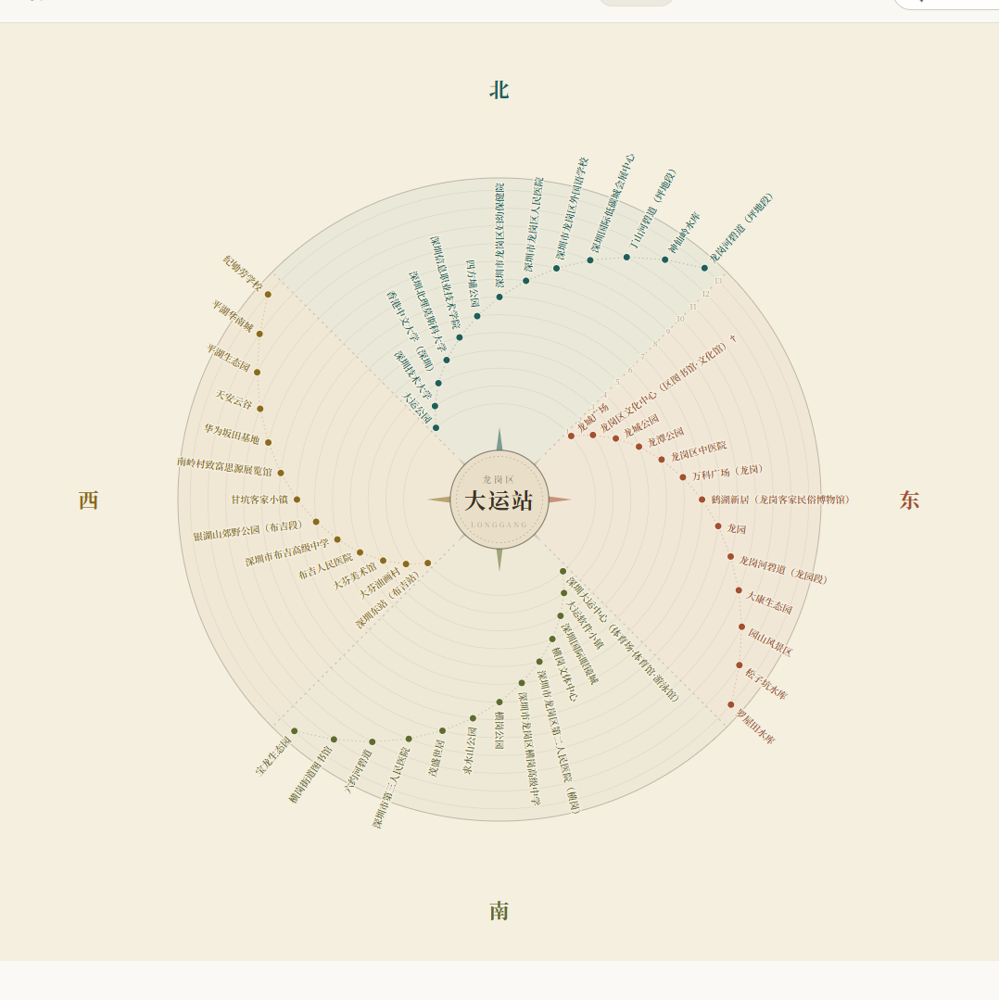 北
大运公园
深圳技术大学
香港中文大学（深圳）
深圳北理莫斯科大学
深圳信息职业技术学院
四方埔公园
深圳市龙岗区妇幼保健院
深圳市龙岗区人民医院
深圳市龙岗区外国语学校
深圳国际低碳城会展中心
丁山河碧道（坪地段）
神仙岭水库
龙岗河碧道（坪地段）
13
12
11
10
9
8
7
6
5
4
龙城广场
龙岗区文化中心（区图书馆·文化馆）†
龙城公园
龙潭公园
龙岗区中医院
万科广场（龙岗）
鹤湖新居（龙岗客家民俗博物馆）
龙园
龙岗河碧道（龙园段）
大康生态园
园山风景区
松子坑水库
罗屋田水库
东
龙岗区
大运站
LONGGANG
西
纪劬劳学校
平湖华南城
平湖生态园
天安云谷
华为坂田基地
南岭村致富思源展览馆
甘坑客家小镇
银湖山郊野公园（布吉段）
深圳市布吉高级中学
布吉人民医院
大芬美术馆
大芬油画村
深圳东站（布吉站）
深圳大运中心（体育场·体育馆·游泳馆）
大运软件小镇
深圳国际眼镜城
横岗文体中心
深圳市龙岗区第二人民医院（横岗）
深圳市龙岗区横岗高级中学
横岗公园
求水山公园
茂盛世居
深圳市第三人民医院
六约河碧道
横岗街道图书馆
宝龙生态园
南